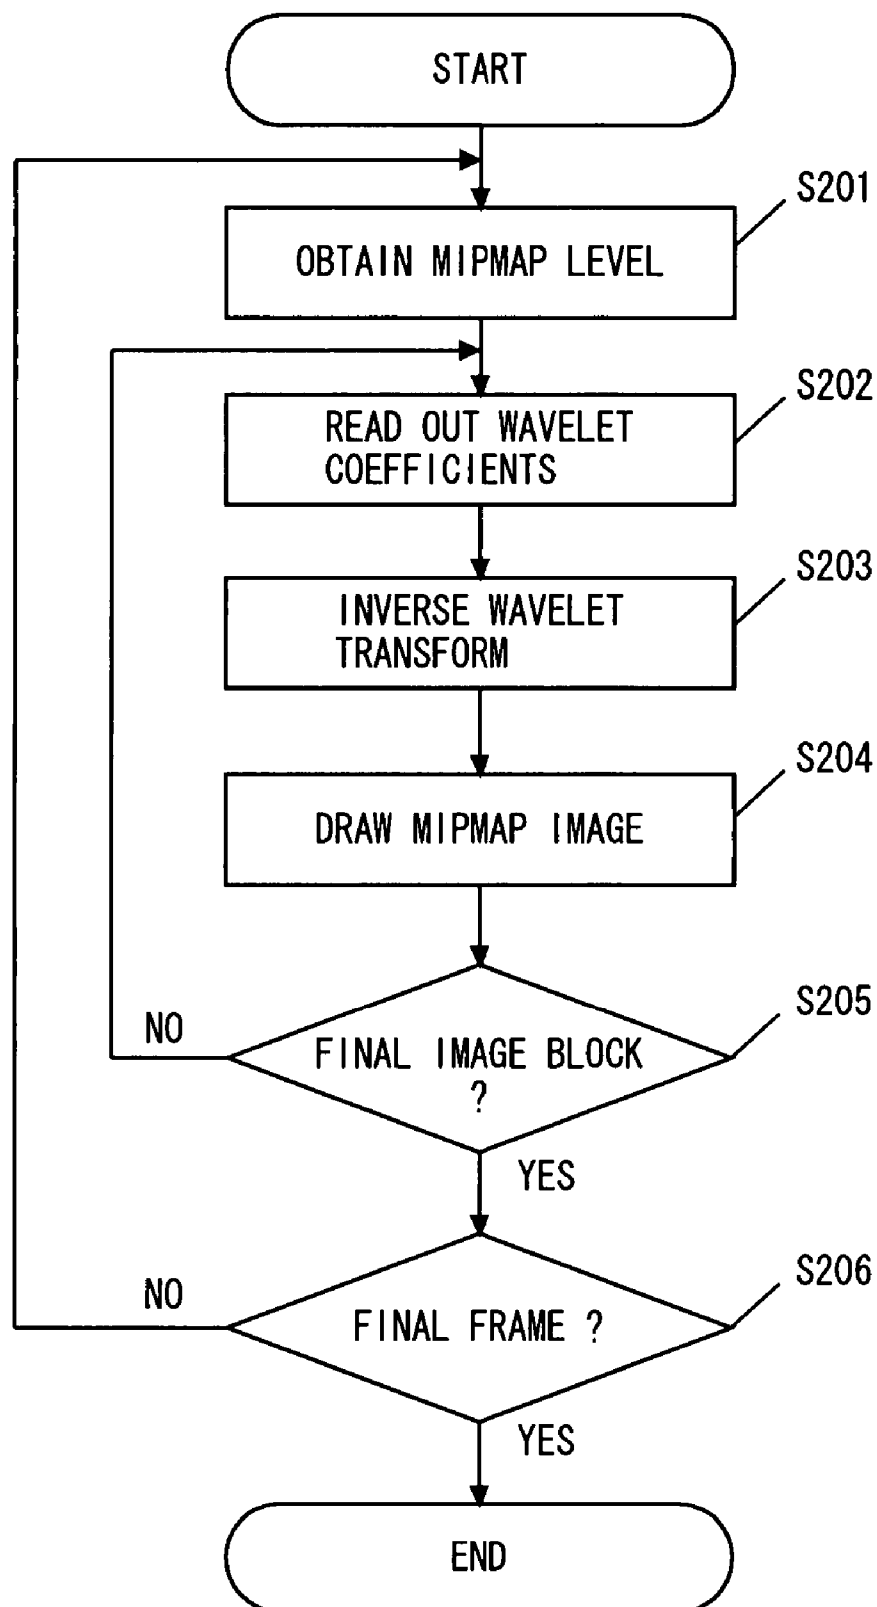 START
S201
OBTAIN MIPMAP LEVEL
S202
READ OUT WAVELET
COEFFICIENTS
S203
INVERSE WAVELET
TRANSFORM
S204
DRAW MIPMAP IMAGE
S205
NO
FINAL IMAGE BLOCK
?
YES
S206
NO
FINAL FRAME ?
YES
END